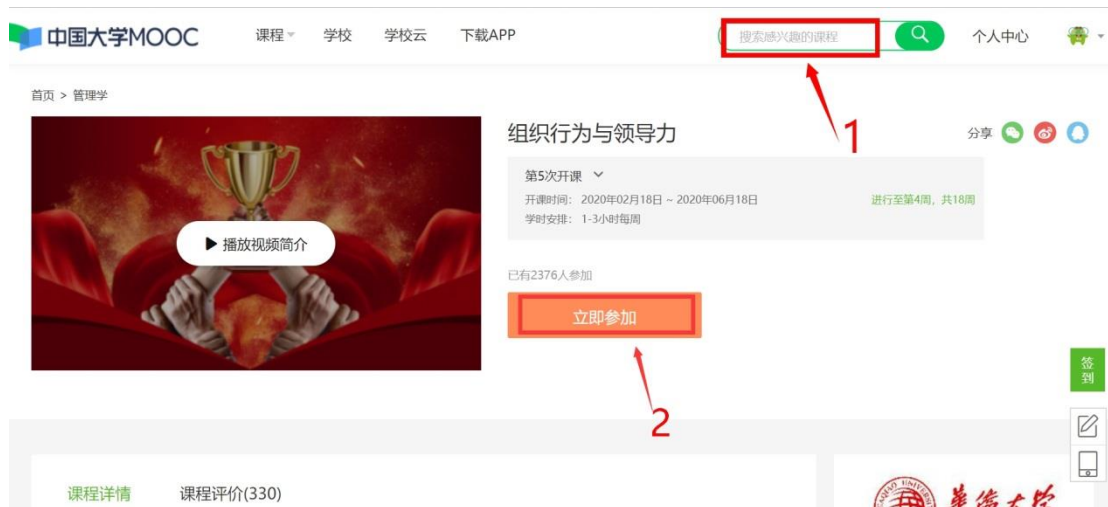 中国大学MOOC
课程
学校
学校云
下载APP
搜索感兴趣的课程
个人中心
首页 > 管理学
组织行为与领导力
1
分享
第5次开课
开课时间： 2020年02月18日 ~ 2020年06月18日
进行至第4周，共18周
学时安排： 1-3小时每周
播放视频简介
已有2376人参加
立即参加
签到
2
课程详情
课程评价(330)
华侨大学